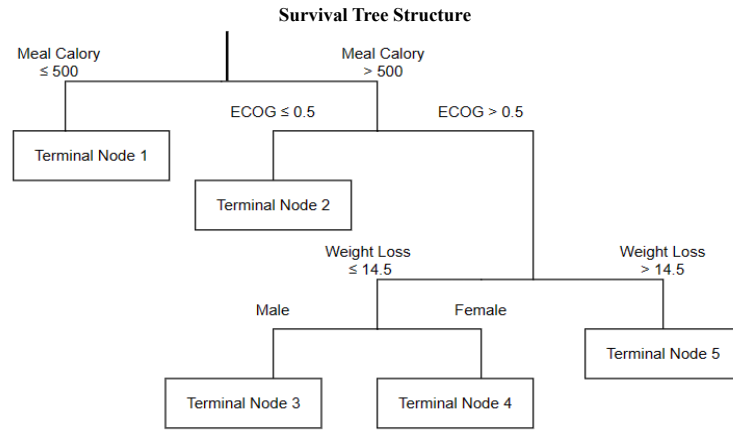 Survival Tree Structure
Meal Calory
≤ 500
Meal Calory
> 500
ECOG ≤ 0.5
ECOG > 0.5
Terminal Node 1
Terminal Node 2
Weight Loss
≤ 14.5
Weight Loss
> 14.5
Male
Female
Terminal Node 5
Terminal Node 3
Terminal Node 4